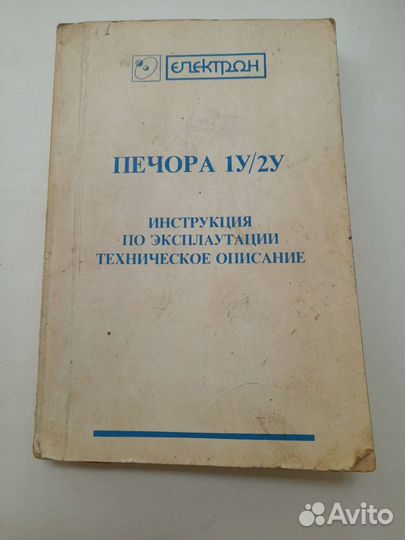 ЕЛЕКТРОН
ПЕЧОРА 1У/2У
ИНСТРУКЦИЯ
ПО ЭКСПЛАУТАЦИИ
ТЕХНИЧЕСКОЕ ОПИСАНИЕ
Avito